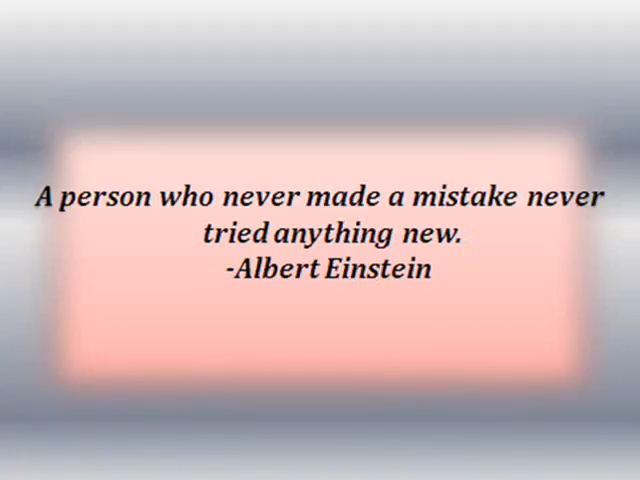 A person who never made a mistake never
tried anything new.
-Albert Einstein